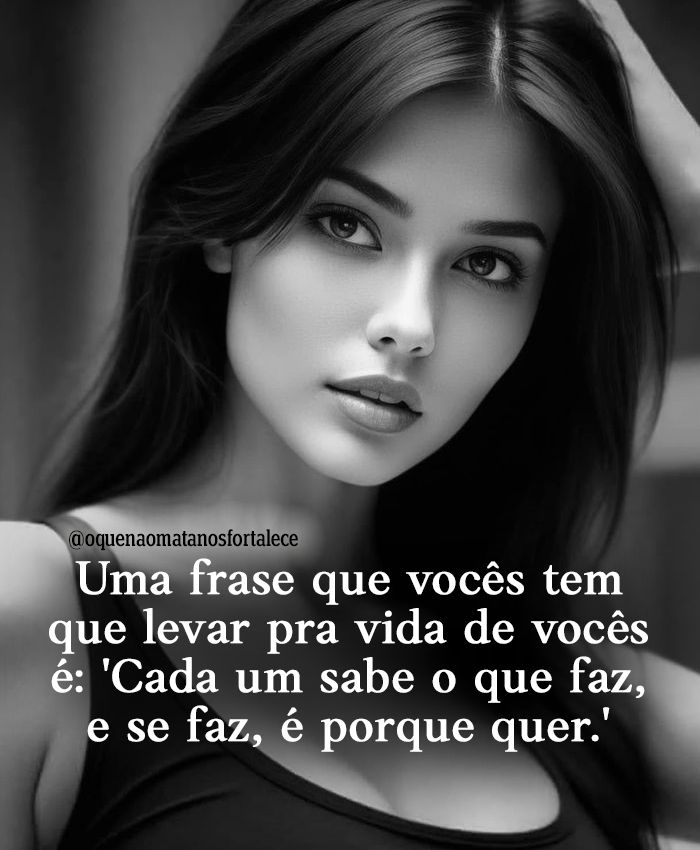 @oquenaomatanosfortalece
Uma frase que vocês tem
que levar pra vida de vocês
é: 'Cada um sabe o que faz,
e se faz, é porque quer.'